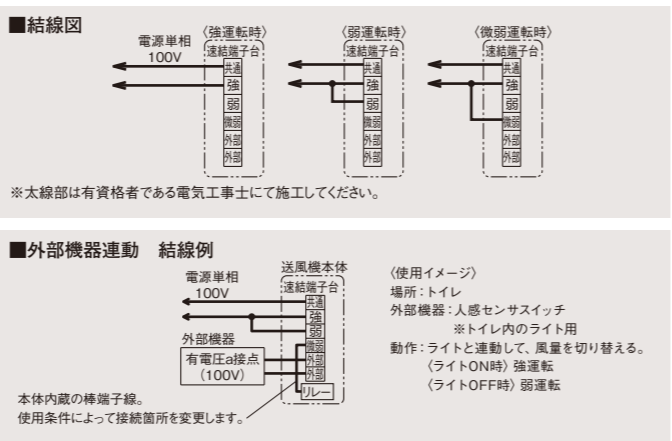 ■結線図
電源単相
100V
〈強運転時〉
速結端子台
共通
強
弱
微弱
外部
外部
〈弱運転時〉
速結端子台
共通
強
弱
微弱
外部
外部
〈微弱運転時〉
速結端子台
共通
強
弱
微弱
外部
外部
※太線部は有資格者である電気工事士にて施工してください。
■外部機器連動 結線例
電源単相
100V
外部機器
有電圧a接点
(100V)
送風機本体
速結端子台
共通
強
弱
微弱
外部
外部
リレー
本体内蔵の棒端子線。
使用条件によって接続箇所を変更します。
〈使用イメージ〉
場所:トイレ
外部機器:人感センサスイッチ
※トイレ内のライト用
動作:ライトと連動して、風量を切り替える。
〈ライトON時〉強運転
〈ライトOFF時〉弱運転